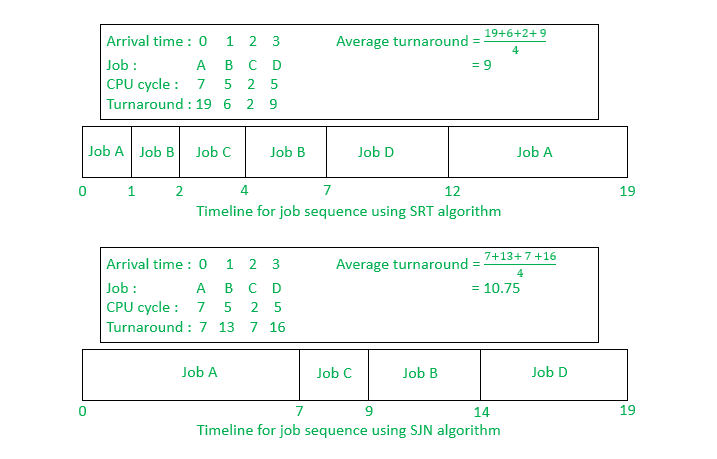 Arrival time : 0 1 2 3 Average turnaround = 19+6+2+ 9
4
Job : A B C D = 9
CPU cycle : 7 5 2 5
Turnaround : 19 6 2 9
Job A Job B Job C Job B Job D Job A
0 1 2 4 7 12 19
Timeline for job sequence using SRT algorithm
Arrival time : 0 1 2 3 Average turnaround = 7+13+ 7 +16
4
Job : A B C D = 10.75
CPU cycle : 7 5 2 5
Turnaround : 7 13 7 16
Job A Job C Job B Job D
0 7 9 14 19
Timeline for job sequence using SJN algorithm